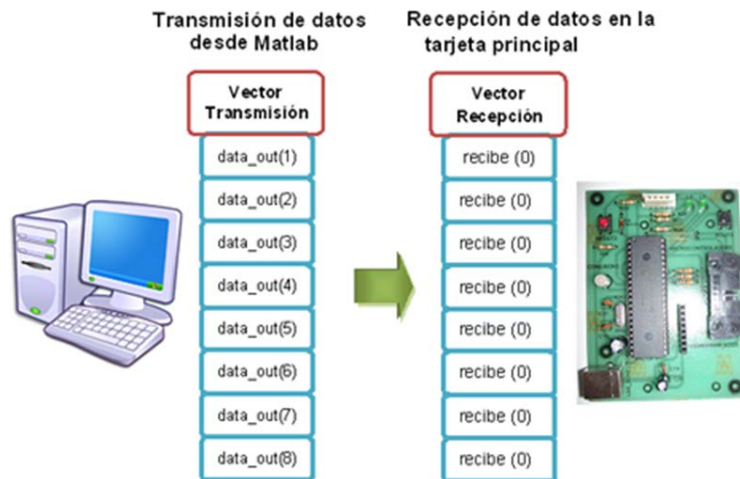 Transmisión de datos
desde Matlab
Recepción de datos en la
tarjeta principal
Vector
Transmisión
data_out(1)
data_out(2)
data_out(3)
data_out(4)
data_out(5)
data_out(6)
data_out(7)
data_out(8)
Vector
Recepción
recibe (0)
recibe (0)
recibe (0)
recibe (0)
recibe (0)
recibe (0)
recibe (0)
recibe (0)